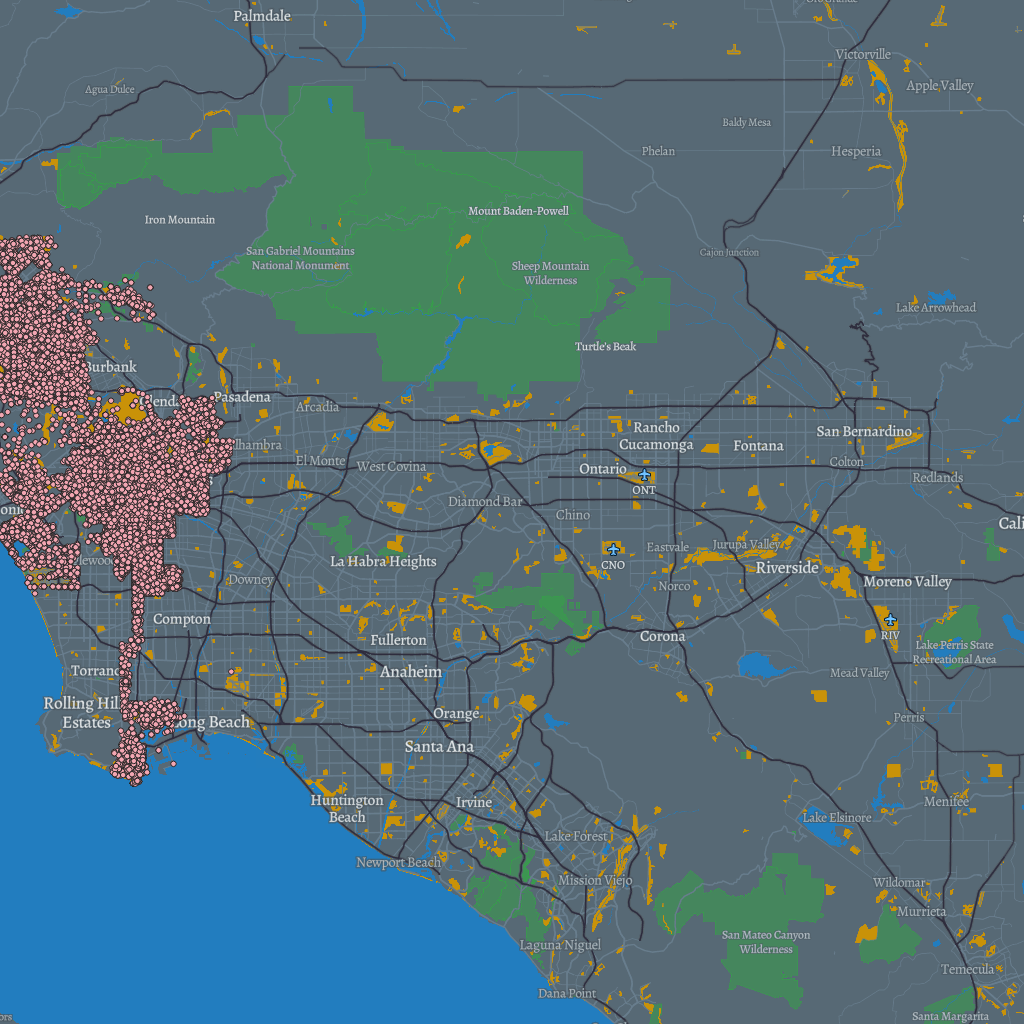 Palmdale
Victorville
Agua Dulce
Apple Valley
Baldy Mesa
Phelan
Hesperia
Mount Baden-Powell
Iron Mountain
San Gabriel Mountains
National Monument
Cajon Junction
Sheep Mountain
Wilderness
Lake Arrowhead
Turtle's Beak
Burbank
Pasadena
Arcadia
Rancho
Cucamonga
San Bernardino
Fontana
El Monte
West Covina
Ontario
Colton
Redlands
ONT
Diamond Bar
Chino
Cali
Eastvale
Jurupa Valley
La Habra Heights
CNO
Riverside
Downey
Norco
Moreno Valley
Compton
Fullerton
Corona
RIV
Lake Perris State
Recreational Area
Anaheim
Mead Valley
Rolling Hil
Estates
Orange
Long Beach
Perris
Santa Ana
Huntington
Beach
Irvine
Menifee
Lake Elsinore
Lake Forest
Newport Beach
Mission Viejo
Wildomar
Murrieta
San Mateo Canyon
Wilderness
Laguna Niguel
Temecula
Dana Point
Santa Margarita